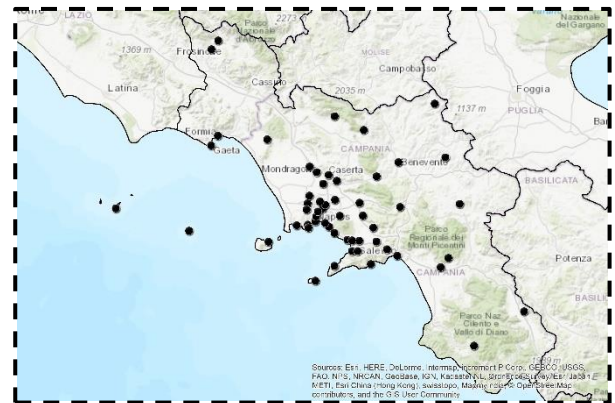 LAZIO
Parco
Nazionale
2273 m
1369 m
Frosinone
MOLISE
Campobasso
Nazionale
del Gargano
Foggia
Latina
Cassino
2035 m
1137 m
PUGLIA
Formia
Gaeta
CAMPANIA
Benevento
Mondragone
Caserta
BASILICATA
Naples
Parco
Regionale dei
Monti Picentini
Salerno
Potenza
CAMPANIA
Parco Naz
Cilento e
Vallo di Diano
Sources: Esri, HERE, DeLorme, Intermap, increment P Corp., GEBCO, USGS,
FAO, NPS, NRCAN, GeoBase, IGN, Kadaster NL, Ordnance Survey, Esri Japan,
METI, Esri China (Hong Kong), swisstopo, MapmyIndia, © OpenStreetMap
contributors, and the GIS User Community